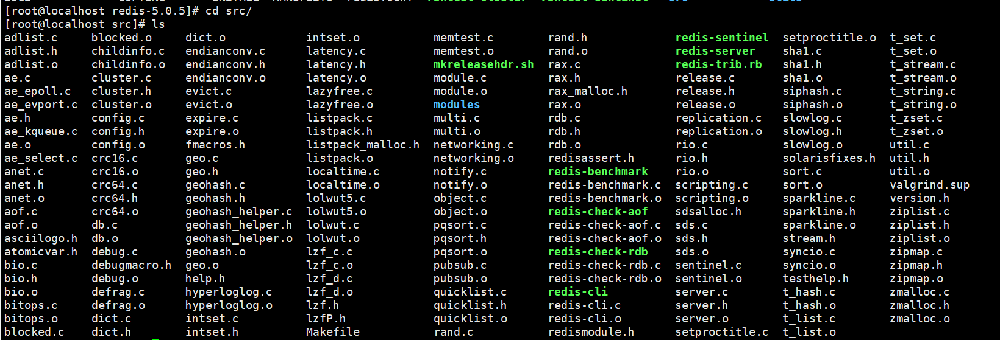 [root@localhost redis-5.0.5]# cd src/
[root@localhost src]# ls
adlist.c blocked.o dict.o intset.o memtest.c rand.h redis-sentinel setproctitle.o t_set.c
adlist.h childinfo.c endianconv.c latency.c memtest.o rand.o redis-server sha1.c t_set.o
adlist.o childinfo.o endianconv.h latency.h mkreleasehdr.sh rax.c redis-trib.rb sha1.h t_stream.c
ae.c cluster.c endianconv.o latency.o module.c rax.h release.c sha1.o t_stream.o
ae_epoll.c cluster.h evict.c lazyfree.c module.o rax_malloc.h release.h siphash.c t_string.c
ae_evport.c cluster.o evict.o lazyfree.o modules rax.o release.o siphash.o t_string.o
ae.h config.c expire.c listpack.c multi.c rdb.c replication.c slowlog.c t_zset.c
ae_kqueue.c config.h expire.o listpack.h multi.o rdb.h replication.o slowlog.h t_zset.o
ae.o config.o fmacros.h listpack_malloc.h networking.c rdb.o rio.c slowlog.o util.c
ae_select.c crc16.c geo.c listpack.o networking.o redisassert.h rio.h solarisfixes.h util.h
anet.c crc16.o geo.h localtime.c notify.c redis-benchmark rio.o sort.c util.o
anet.h crc64.c geohash.c localtime.o notify.o redis-benchmark.c scripting.c sort.o valgrind.sup
anet.o crc64.h geohash.h lolwut5.c object.c redis-benchmark.o scripting.o sparkline.c version.h
aof.c crc64.o geohash_helper.c lolwut5.o object.o redis-check-aof sdsalloc.h sparkline.h ziplist.c
aof.o db.c geohash_helper.h lolwut.c pqsort.c redis-check-aof.c sds.c sparkline.o ziplist.h
asciilogo.h db.o geohash_helper.o lolwut.o pqsort.h redis-check-aof.o sds.h stream.h ziplist.o
atomicvar.h debug.c geohash.o lzf_c.c pqsort.o redis-check-rdb sds.o syncio.c zipmap.c
bio.c debugmacro.h geo.o lzf_c.o pubsub.c redis-check-rdb.c sentinel.c syncio.o zipmap.h
bio.h debug.o help.h lzf_d.c pubsub.o redis-check-rdb.o sentinel.o testhelp.h zipmap.o
bio.o defrag.c hyperloglog.c lzf_d.o quicklist.c redis-cli server.c t_hash.c zmalloc.c
bitops.c defrag.o hyperloglog.o lzf.h quicklist.h redis-cli.c server.h t_hash.o zmalloc.h
bitops.o dict.c intset.c lzfP.h quicklist.o redis-cli.o server.o t_list.c zmalloc.o
blocked.c dict.h intset.h Makefile rand.c redismodule.h setproctitle.c t_list.o